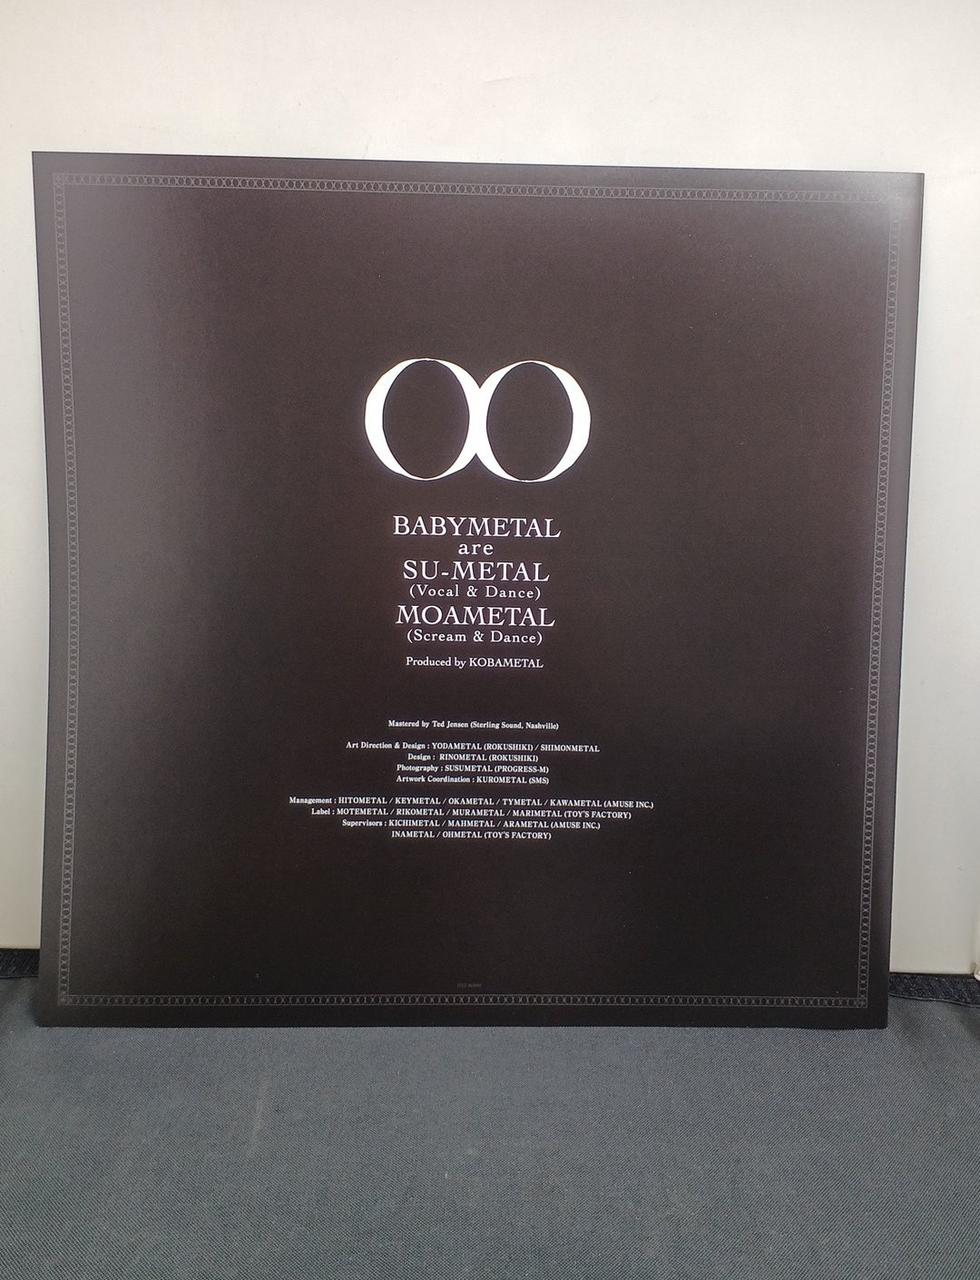 BABYMETAL
are
SU-METAL
(Vocal & Dance)
MOAMETAL
(Scream & Dance)
Produced by KOBAMETAL
Mastered by Ted Jensen (Sterling Sound, Nashville)
Art Direction & Design : YODAMETAL (ROKUSHIKI) / SHIMONMETAL
Design : RINOMETAL (ROKUSHIKI)
Photography : SUSUMETAL (PROGRESS-M)
Artwork Coordination : KUROMETAL (SMS)
Management : HITOMETAL / KEYMETAL / OKAMETAL / TYMETAL / KAWAMETAL (AMUSE INC.)
Label : MOTEMETAL / RIKOMETAL / MURAMETAL / MARIMETAL (TOY'S FACTORY)
Supervisors : KICHIMETAL / MAHMETAL / ARAMETAL (AMUSE INC.)
INAMETAL / OHMETAL (TOY'S FACTORY)